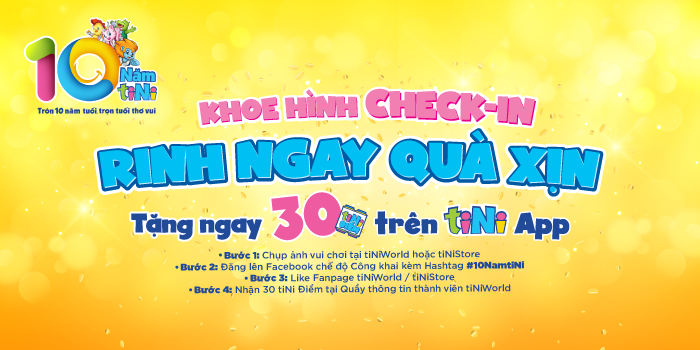 10 Năm
tiNi
Tròn 10 năm tuổi trọn tuổi thơ vui
KHOE HÌNH CHECK-IN
RINH NGAY QUÀ XỊN
Tặng ngay 30 trên tiNi App
• Bước 1: Chụp ảnh vui chơi tại tiNiWorld hoặc tiNiStore
• Bước 2: Đăng lên Facebook chế độ Công khai kèm Hashtag #10NamtiNi
• Bước 3: Like Fanpage tiNiWorld / tiNiStore
• Bước 4: Nhận 30 tiNi Điểm tại Quầy thông tin thành viên tiNiWorld